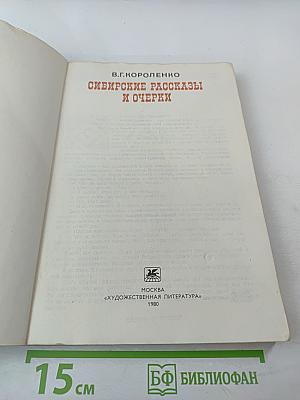 В.Г.КОРОЛЕНКО
СИБИРСКИЕ РАССКАЗЫ
И ОЧЕРКИ
МОСКВА
«ХУДОЖЕСТВЕННАЯ ЛИТЕРАТУРА»
1980
15 см
БФ БИБЛИОФАН